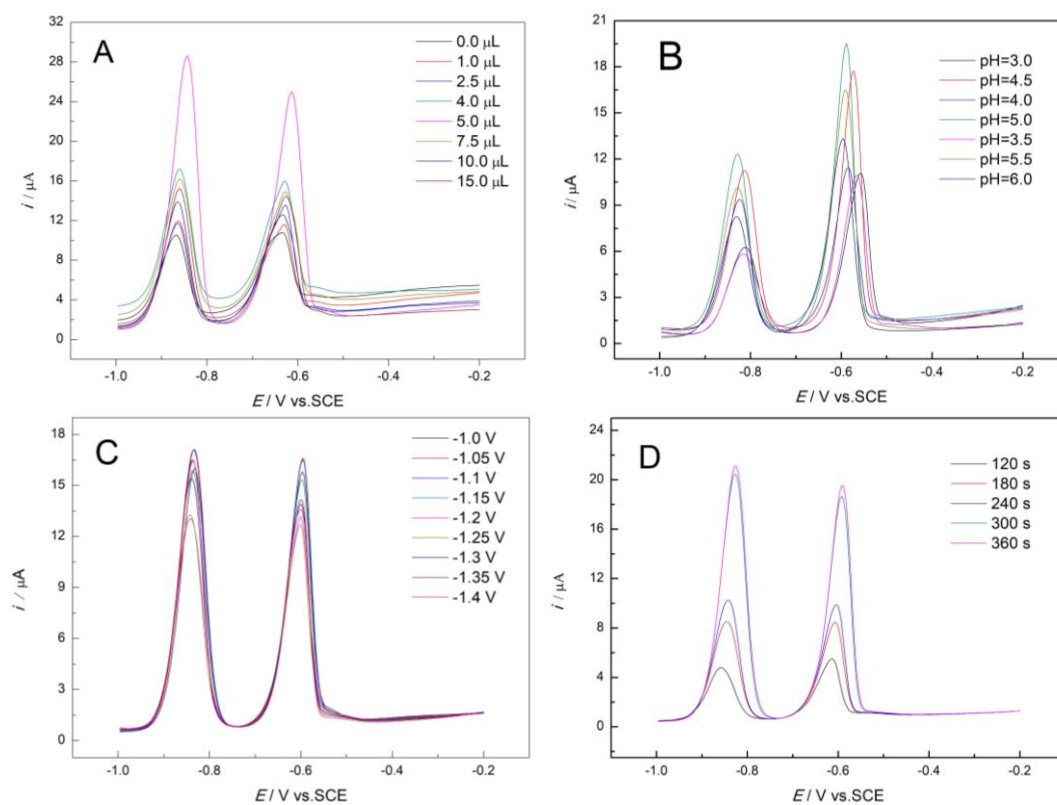 A
32
28
24
20
16
12
8
4
0
i / μA
-1.0 -0.8 -0.6 -0.4 -0.2
E / V vs.SCE
0.0 μL
1.0 μL
2.5 μL
4.0 μL
5.0 μL
7.5 μL
10.0 μL
15.0 μL
B
21
18
15
12
9
6
3
0
i / μA
-1.0 -0.8 -0.6 -0.4 -0.2
E / V vs.SCE
pH=3.0
pH=4.5
pH=4.0
pH=5.0
pH=3.5
pH=5.5
pH=6.0
C
18
15
12
9
6
3
0
i / μA
-1.0 -0.8 -0.6 -0.4 -0.2
E / V vs.SCE
-1.0 V
-1.05 V
-1.1 V
-1.15 V
-1.2 V
-1.25 V
-1.3 V
-1.35 V
-1.4 V
D
24
20
16
12
8
4
0
i / μA
-1.0 -0.8 -0.6 -0.4 -0.2
E / V vs.SCE
120 s
180 s
240 s
300 s
360 s